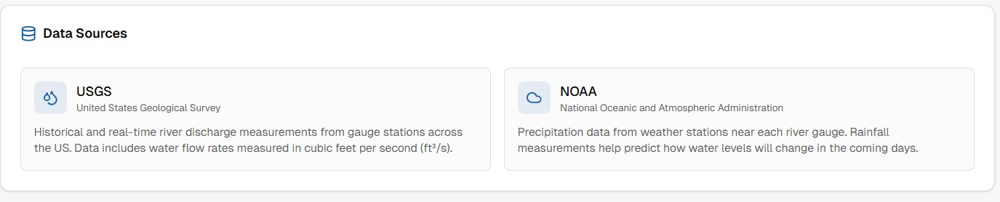 Data Sources
USGS
United States Geological Survey
Historical and real-time river discharge measurements from gauge stations across
the US. Data includes water flow rates measured in cubic feet per second (ft³/s).
NOAA
National Oceanic and Atmospheric Administration
Precipitation data from weather stations near each river gauge. Rainfall
measurements help predict how water levels will change in the coming days.